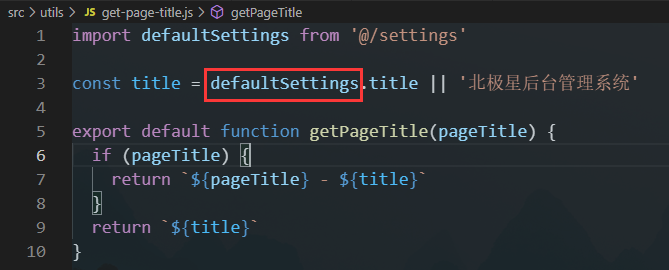 src > utils > JS get-page-title.js > getPageTitle
1 import defaultSettings from '@/settings'
2
3 const title = defaultSettings.title || '北极星后台管理系统'
4
5 export default function getPageTitle(pageTitle) {
6 if (pageTitle) {
7 return `${pageTitle} - ${title}`
8 }
9 return `${title}`
10 }